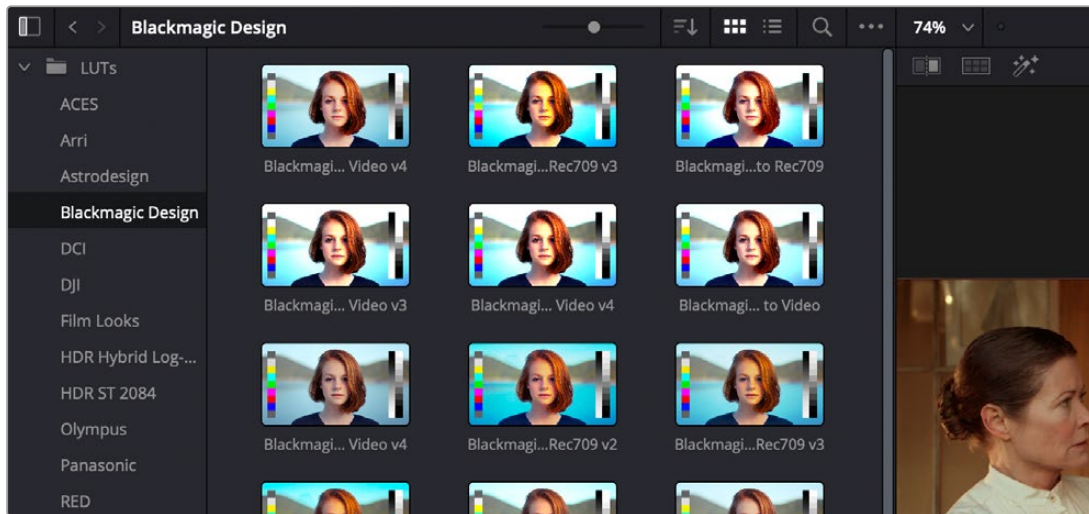 Blackmagic Design
74%
LUTs
ACES
Arri
Astrodesign
Blackmagic Design
DCI
DJI
Film Looks
HDR Hybrid Log-...
HDR ST 2084
Olympus
Panasonic
RED
Blackmagi... Video v4
Blackmagi...Rec709 v3
Blackmagi...to Rec709
Blackmagi... Video v3
Blackmagi... Video v4
Blackmagi... to Video
Blackmagi... Video v4
Blackmagi...Rec709 v2
Blackmagi...Rec709 v3